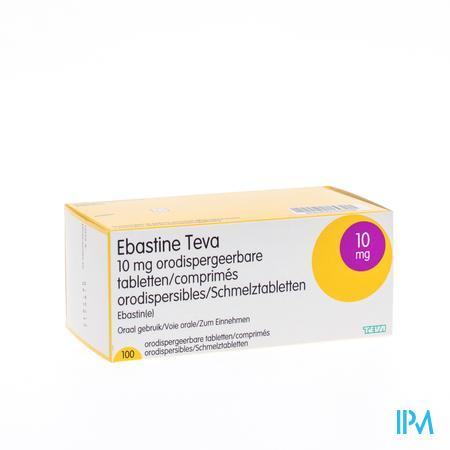 Ebastine Teva
10 mg orodispergeerbare
tabletten/comprimés
orodispersibles/Schmelztabletten
Ebastin(e)
Oraal gebruik/Voie orale/Zum Einnehmen
100
orodispergeerbare tabletten/comprimés
orodispersibles/Schmelztabletten
10
mg
TEVA
IPM